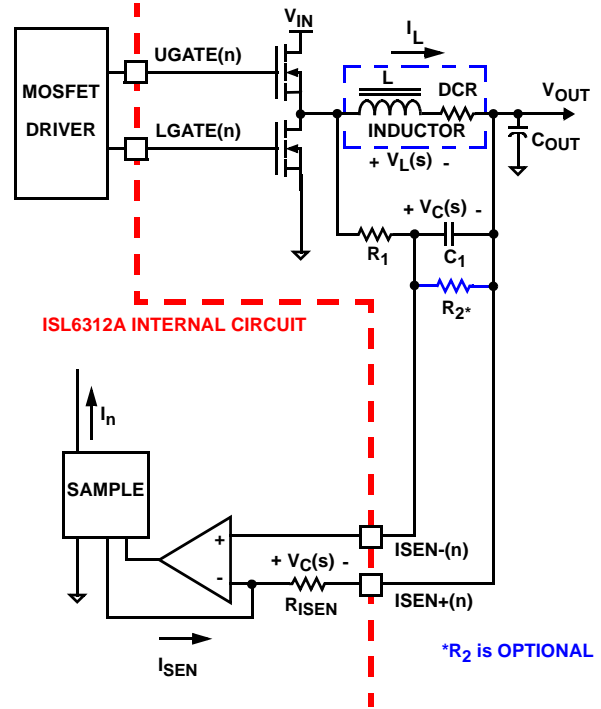 V_IN
I_L
MOSFET
DRIVER
UGATE(n)
LGATE(n)
L
DCR
INDUCTOR
+ V_L(s) -
V_OUT
C_OUT
+ V_C(s) -
R_1
C_1
R_2*
ISL6312A INTERNAL CIRCUIT
I_n
SAMPLE
+
-
ISEN-(n)
+ V_C(s) -
R_ISEN
ISEN+(n)
I_SEN
*R_2 is OPTIONAL